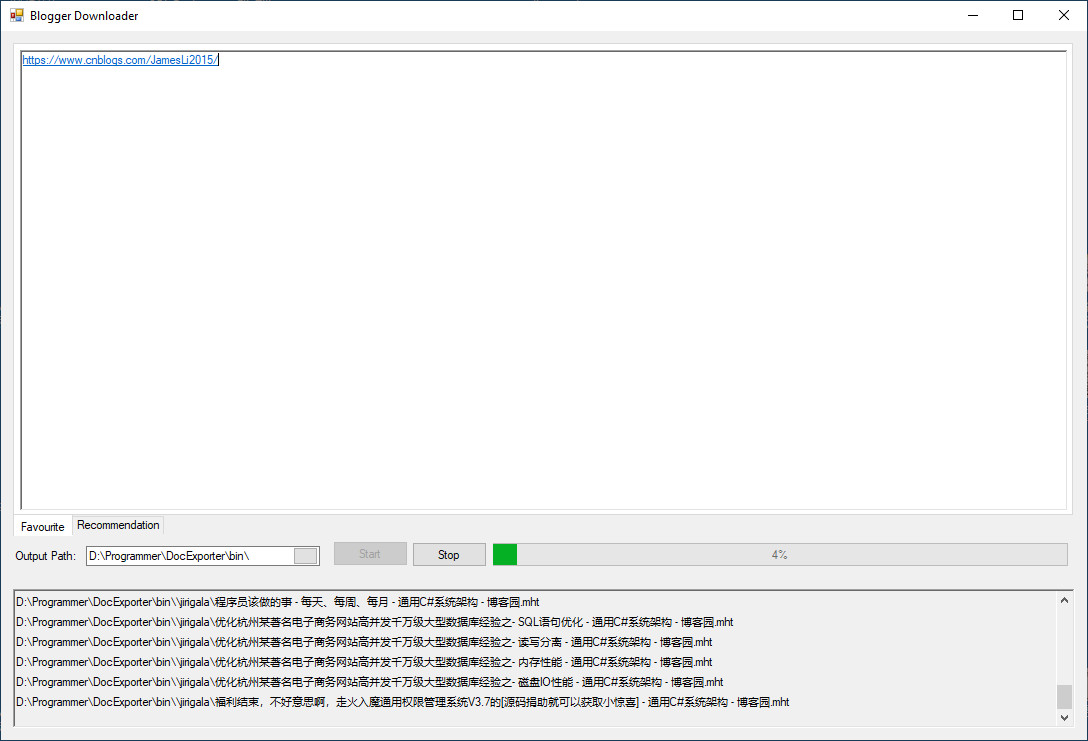 Blogger Downloader
https://www.cnblogs.com/JamesLi2015/
Favourite Recommendation
Output Path: D:\Programmer\DocExporter\bin\ Start Stop 4%
D:\Programmer\DocExporter\bin\\jirigala\程序员该做的事 - 每天、每周、每月 - 通用C#系统架构 - 博客园.mht
D:\Programmer\DocExporter\bin\\jirigala\优化杭州某著名电子商务网站高并发千万级大型数据库经验之- SQL语句优化 - 通用C#系统架构 - 博客园.mht
D:\Programmer\DocExporter\bin\\jirigala\优化杭州某著名电子商务网站高并发千万级大型数据库经验之- 读写分离 - 通用C#系统架构 - 博客园.mht
D:\Programmer\DocExporter\bin\\jirigala\优化杭州某著名电子商务网站高并发千万级大型数据库经验之- 内存性能 - 通用C#系统架构 - 博客园.mht
D:\Programmer\DocExporter\bin\\jirigala\优化杭州某著名电子商务网站高并发千万级大型数据库经验之- 磁盘IO性能 - 通用C#系统架构 - 博客园.mht
D:\Programmer\DocExporter\bin\\jirigala\福利结束，不好意思啊，走火入魔通用权限管理系统V3.7的[源码捐助就可以获取小惊喜] - 通用C#系统架构 - 博客园.mht